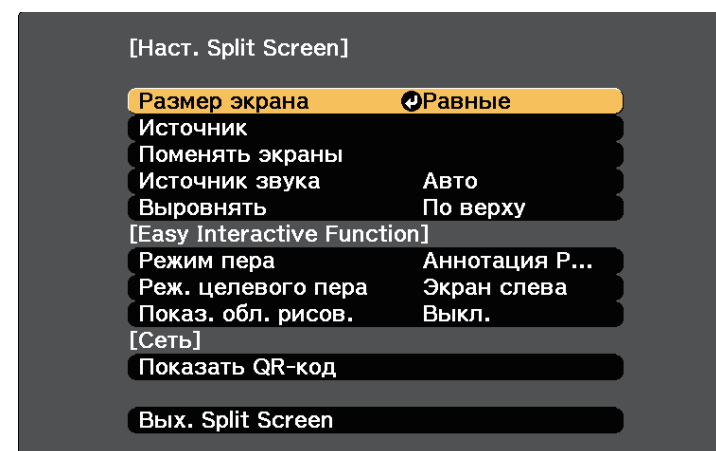 [Наст. Split Screen]
Размер экрана Равные
Источник
Поменять экраны
Источник звука Авто
Выровнять По верху
[Easy Interactive Function]
Режим пера Аннотация Р...
Реж. целевого пера Экран слева
Показ. обл. рисов. Выкл.
[Сеть]
Показать QR-код
Вых. Split Screen